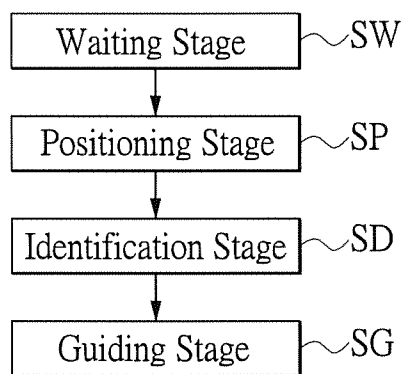 Waiting Stage SW
Positioning Stage SP
Identification Stage SD
Guiding Stage SG